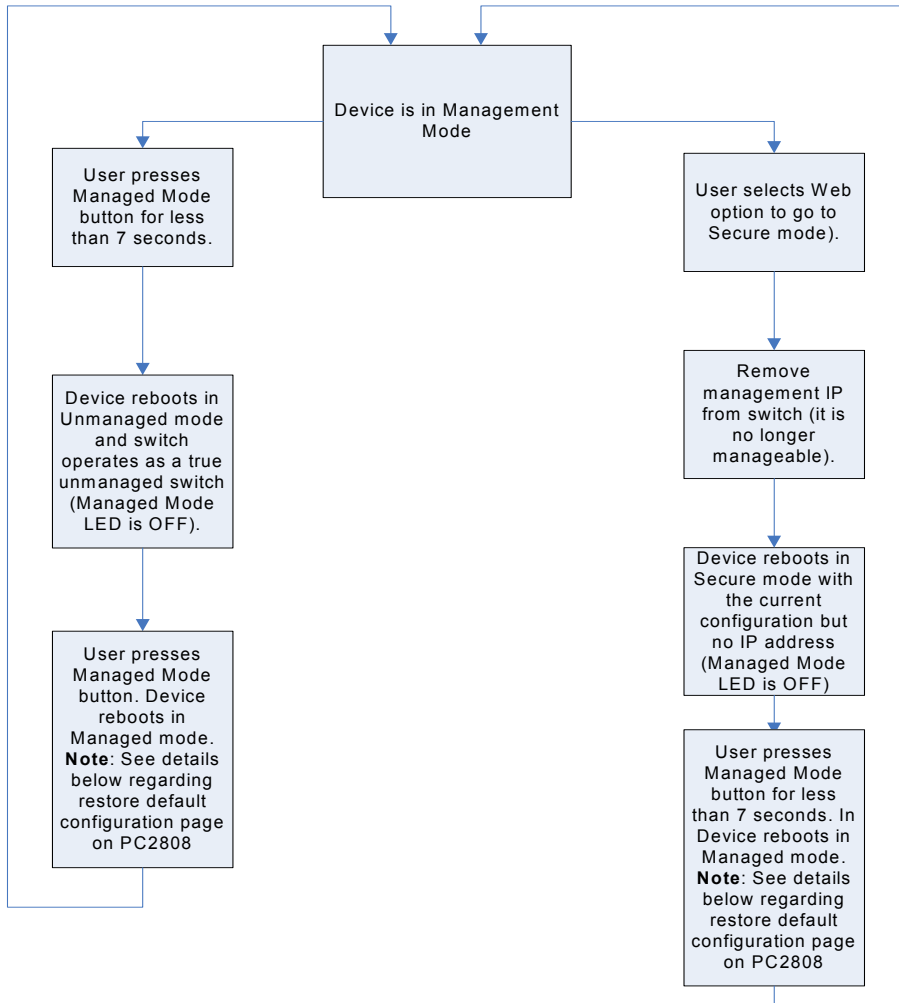 Device is in Management
Mode
User presses
Managed Mode
button for less
than 7 seconds.
Device reboots in
Unmanaged mode
and switch
operates as a true
unmanaged switch
(Managed Mode
LED is OFF).
User presses
Managed Mode
button. Device
reboots in
Managed mode.
Note: See details
below regarding
restore default
configuration page
on PC2808
User selects Web
option to go to
Secure mode).
Remove
management IP
from switch (it is
no longer
manageable).
Device reboots in
Secure mode with
the current
configuration but
no IP address
(Managed Mode
LED is OFF)
User presses
Managed Mode
button for less
than 7 seconds. In
Device reboots in
Managed mode.
Note: See details
below regarding
restore default
configuration page
on PC2808